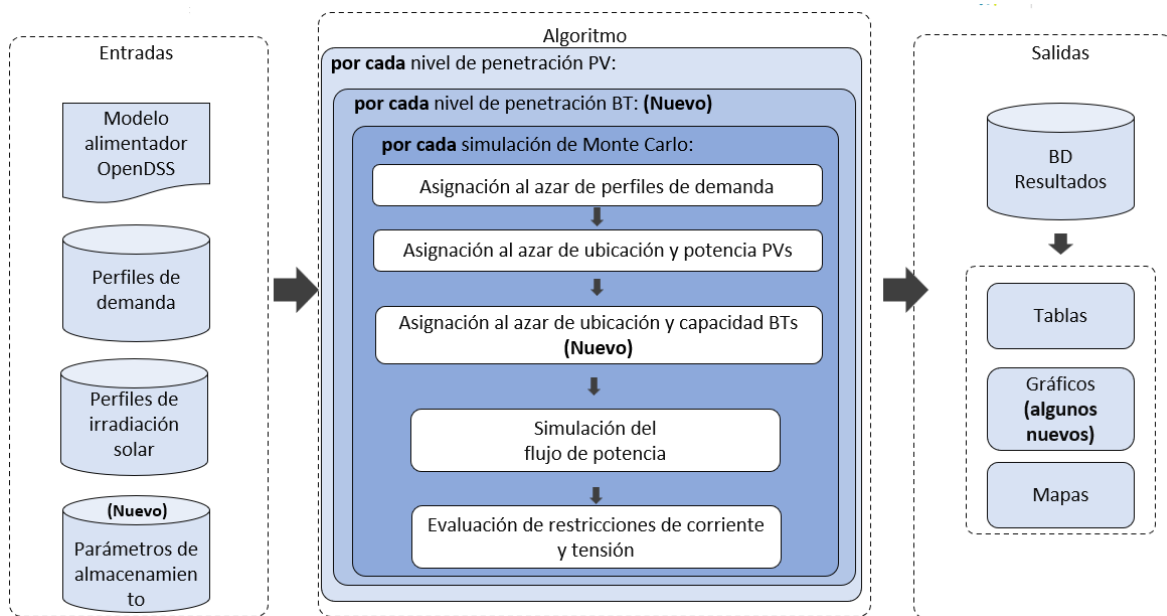 Entradas
Modelo
alimentador
OpenDSS
Perfiles de
demanda
Perfiles de
irradiación
solar
(Nuevo)
Parámetros de
almacenamien
to
Algoritmo
por cada nivel de penetración PV:
por cada nivel de penetración BT: (Nuevo)
por cada simulación de Monte Carlo:
Asignación al azar de perfiles de demanda
Asignación al azar de ubicación y potencia PVs
Asignación al azar de ubicación y capacidad BTs
(Nuevo)
Simulación del
flujo de potencia
Evaluación de restricciones de corriente
y tensión
Salidas
BD
Resultados
Tablas
Gráficos
(algunos
nuevos)
Mapas